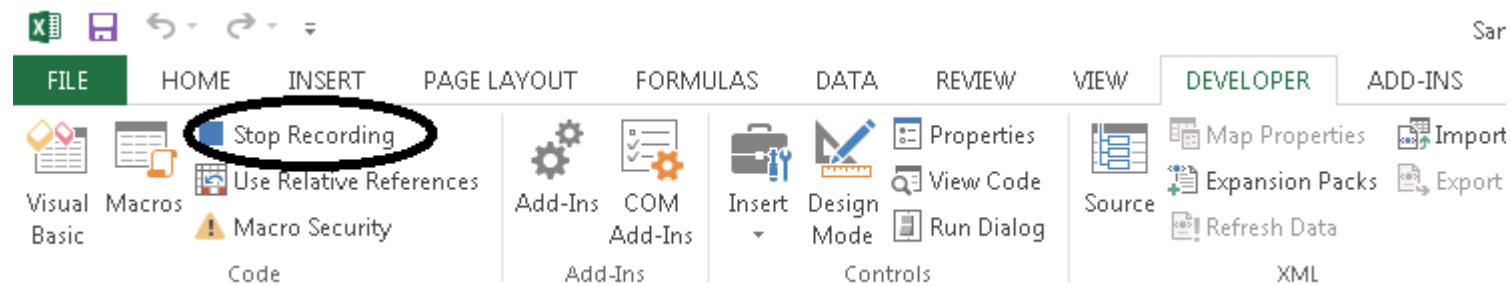 Sar
FILE HOME INSERT PAGE LAYOUT FORMULAS DATA REVIEW VIEW DEVELOPER ADD-INS
Visual Basic
Macros
Stop Recording
Use Relative References
Macro Security
Code
Add-Ins
COM Add-Ins
Add-Ins
Insert
Design Mode
Properties
View Code
Run Dialog
Controls
Source
Map Properties
Expansion Packs
Refresh Data
Import
Export
XML